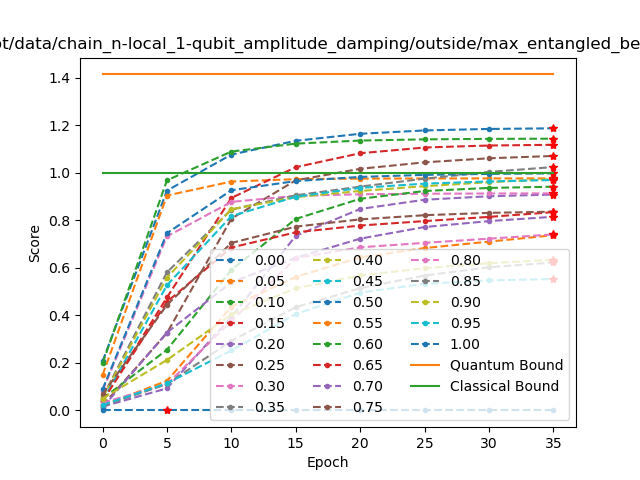 ot/data/chain_n-local_1-qubit_amplitude_damping/outside/max_entangled_be
Score
1.4
1.2
1.0
0.8
0.6
0.4
0.2
0.0
0.00 0.40 0.80
0.05 0.45 0.85
0.10 0.50 0.90
0.15 0.55 0.95
0.20 0.60 1.00
0.25 0.65 Quantum Bound
0.30 0.70 Classical Bound
0.35 0.75
0 5 10 15 20 25 30 35
Epoch